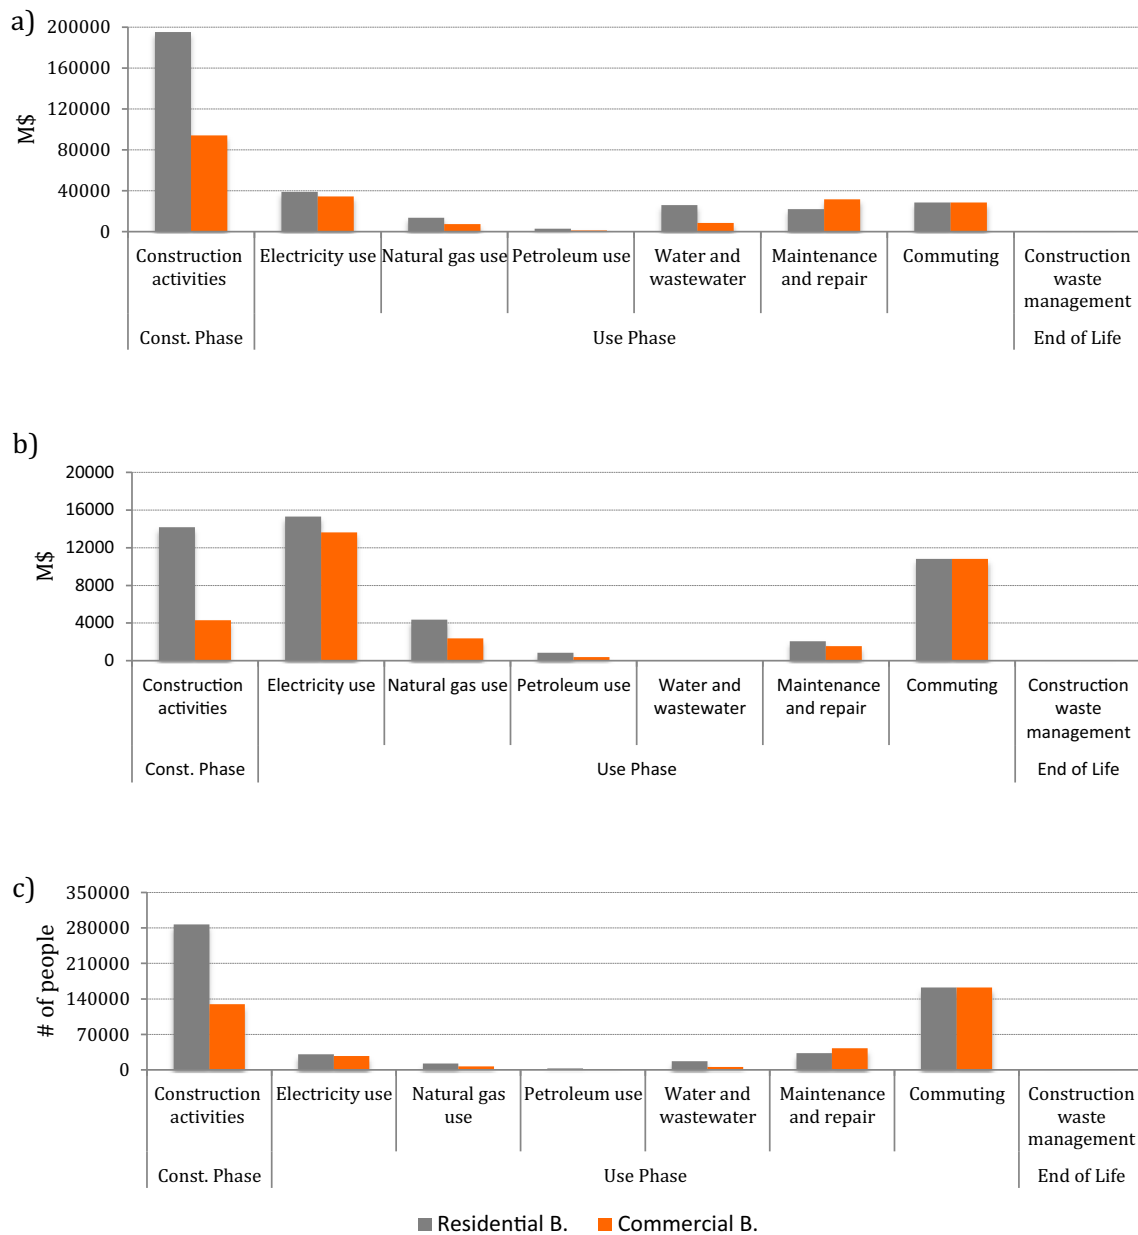 a)
200000
160000
120000
80000
40000
0
M$
Construction activities
Electricity use
Natural gas use
Petroleum use
Water and wastewater
Maintenance and repair
Commuting
Construction waste management
Const. Phase
Use Phase
End of Life
b)
20000
16000
12000
8000
4000
0
M$
Construction activities
Electricity use
Natural gas use
Petroleum use
Water and wastewater
Maintenance and repair
Commuting
Construction waste management
Const. Phase
Use Phase
End of Life
c)
350000
280000
210000
140000
70000
0
# of people
Construction activities
Electricity use
Natural gas use
Petroleum use
Water and wastewater
Maintenance and repair
Commuting
Construction waste management
Const. Phase
Use Phase
End of Life
Residential B.
Commercial B.